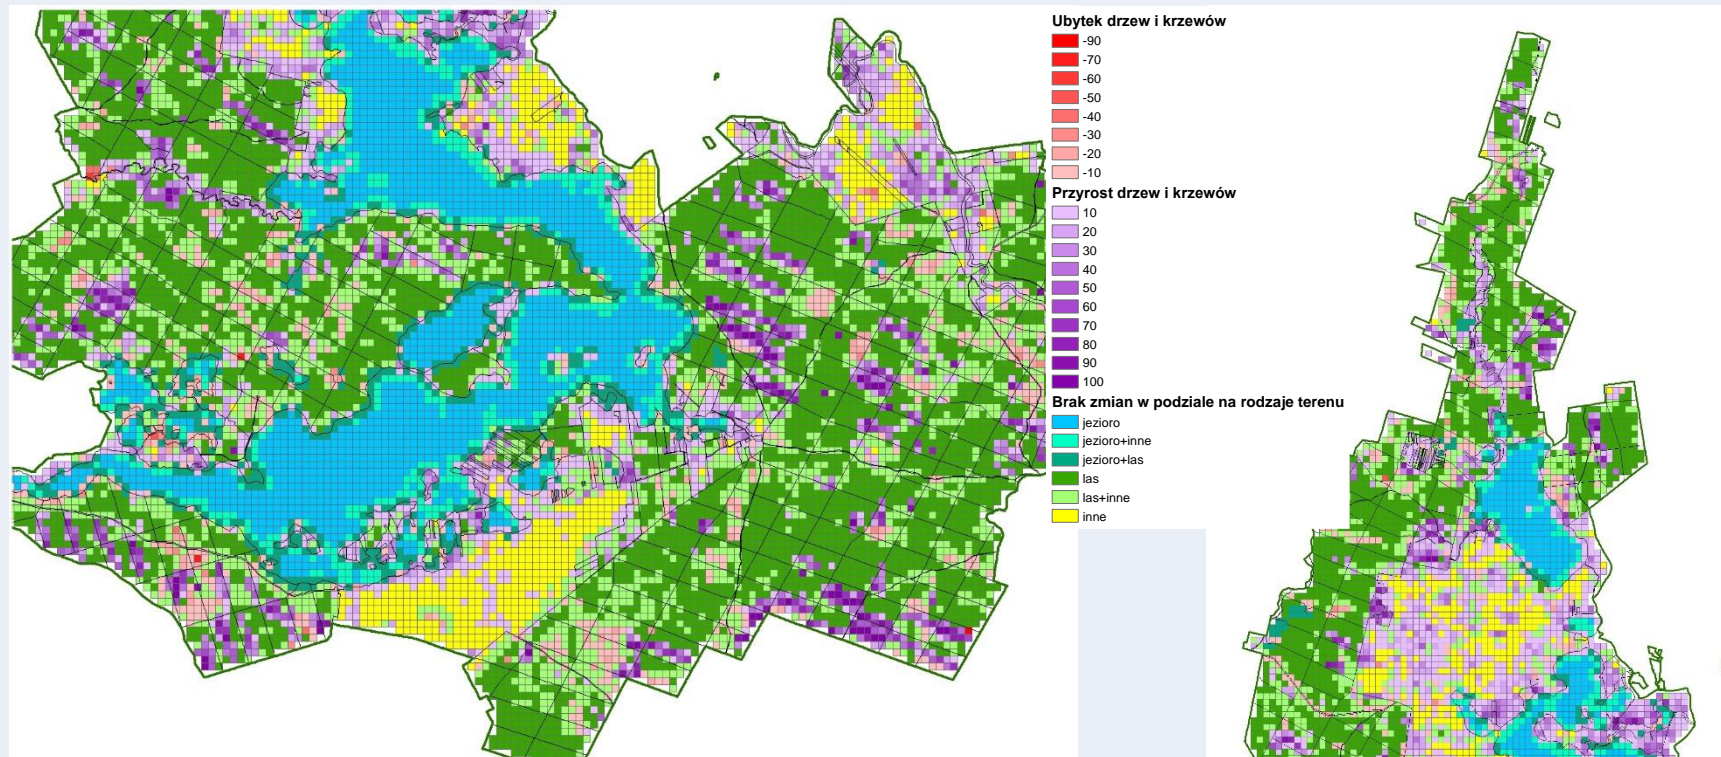 Ubytek drzew i krzewów
-90
-70
-60
-50
-40
-30
-20
-10
Przyrost drzew i krzewów
10
20
30
40
50
60
70
80
90
100
Brak zmian w podziale na rodzaje terenu
jezioro
jezioro+inne
jezioro+las
las
las+inne
inne